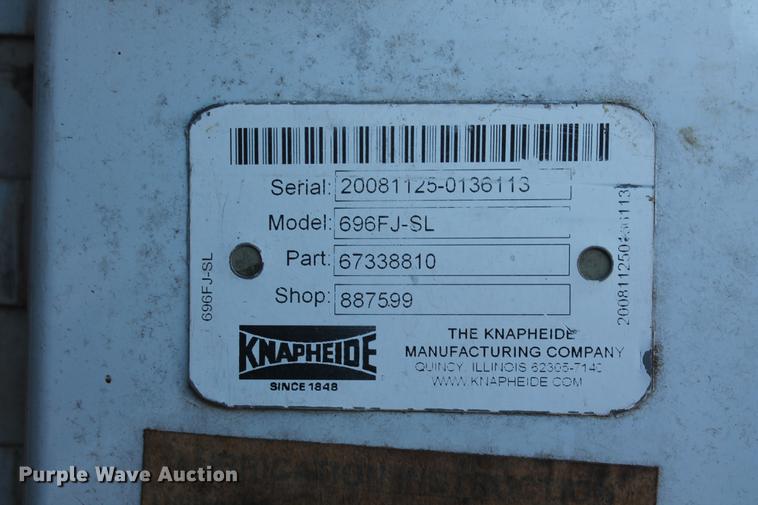 Serial: 20081125-0136113
Model: 696FJ-SL
Part: 67338810
Shop: 887599
696FJ-SL
200811250136113
KNAPHEIDE
SINCE 1848
THE KNAPHEIDE
MANUFACTURING COMPANY
QUINCY, ILLINOIS 62305-7140
WWW.KNAPHEIDE.COM
Purple Wave Auction